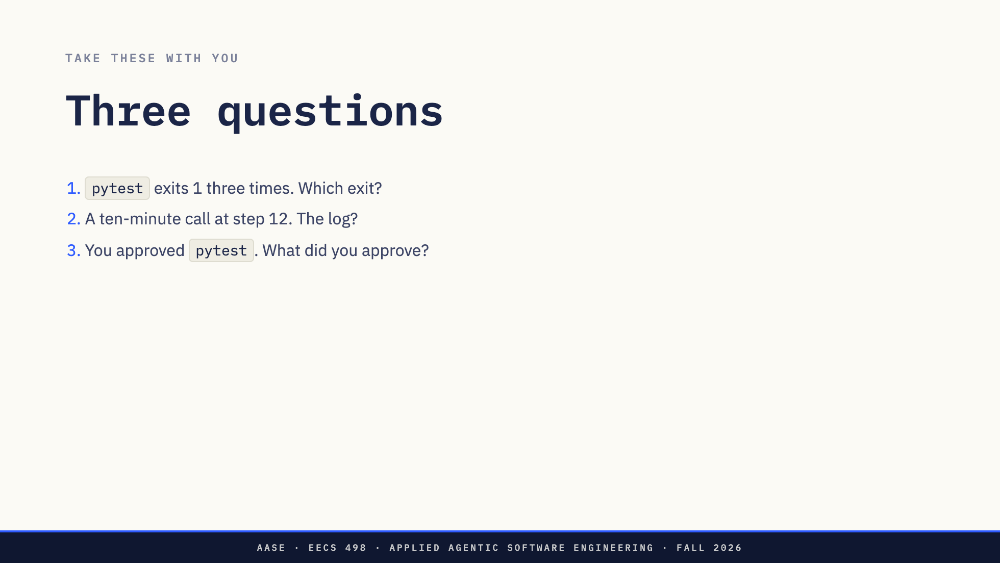 TAKE THESE WITH YOU
Three questions
1. pytest exits 1 three times. Which exit?
2. A ten-minute call at step 12. The log?
3. You approved pytest. What did you approve?
AASE · EECS 498 · APPLIED AGENTIC SOFTWARE ENGINEERING · FALL 2026